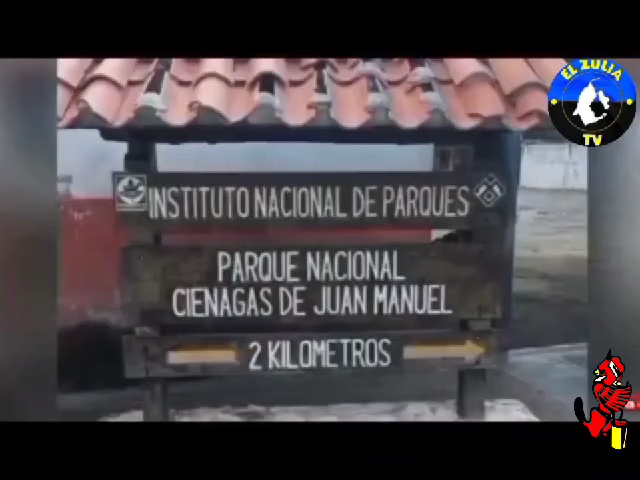 EL ZULIA
TV
INSTITUTO NACIONAL DE PARQUES
PARQUE NACIONAL
CIENAGAS DE JUAN MANUEL
2 KILOMETROS